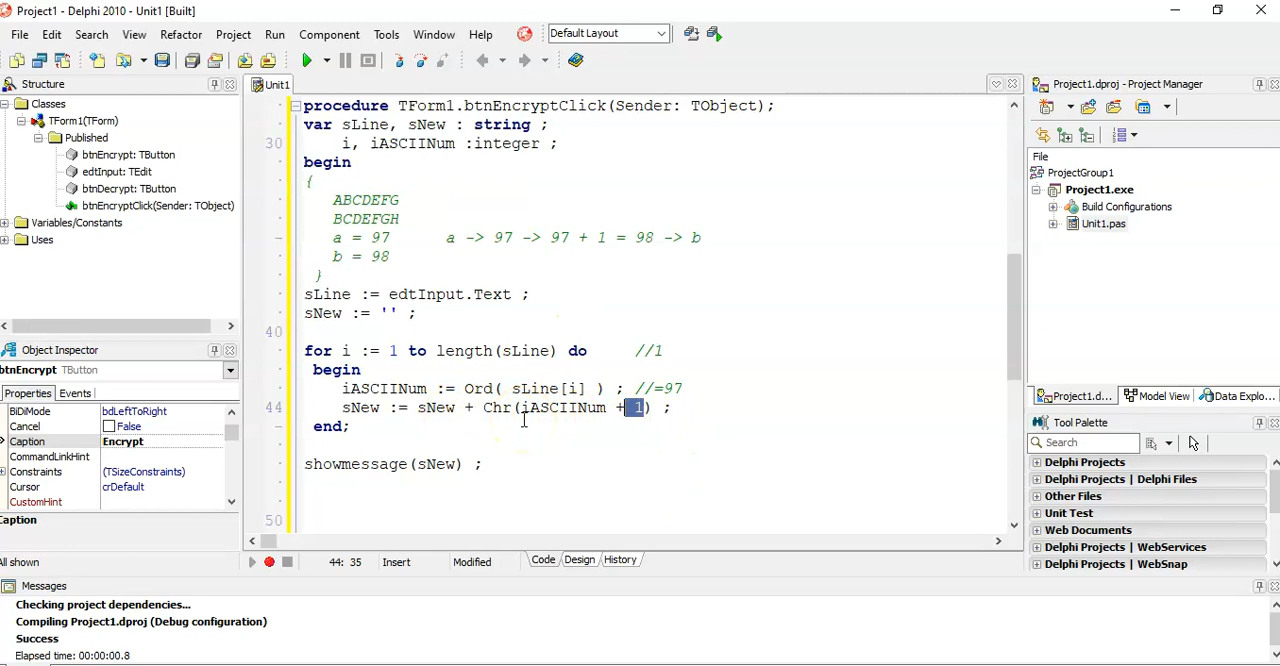 Project1 - Delphi 2010 - Unit1 [Built]
File Edit Search View Refactor Project Run Component Tools Window Help Default Layout
Structure
Classes
TForm1(TForm)
Published
btnEncrypt: TButton
edtInput: TEdit
btnDecrypt: TButton
btnEncryptClick(Sender: TObject)
Variables/Constants
Uses
Object Inspector
btnEncrypt TButton
Properties Events
BiDiMode bdLeftToRight
Cancel False
Caption Encrypt
CommandLinkHint
Constraints (TSizeConstraints)
Cursor crDefault
CustomHint
Caption
All shown
Unit1
procedure TForm1.btnEncryptClick(Sender: TObject);
var sLine, sNew : string ;
30 i, iASCIINum :integer ;
begin
{
ABCDEFG
BCDEFGH
a = 97 a -> 97 -> 97 + 1 = 98 -> b
b = 98
}
sLine := edtInput.Text ;
sNew := '' ;
40
for i := 1 to length(sLine) do //1
begin
iASCIINum := Ord( sLine[i] ) ; //=97
44 sNew := sNew + Chr(iASCIINum + 1) ;
end;
showmessage(sNew) ;
50
44: 35 Insert Modified Code Design History
Project1.dproj - Project Manager
File
ProjectGroup1
Project1.exe
Build Configurations
Unit1.pas
Project1.d... Model View Data Explo...
Tool Palette
Search
Delphi Projects
Delphi Projects | Delphi Files
Other Files
Unit Test
Web Documents
Delphi Projects | WebServices
Delphi Projects | WebSnap
Messages
Checking project dependencies...
Compiling Project1.dproj (Debug configuration)
Success
Elapsed time: 00:00:00.8